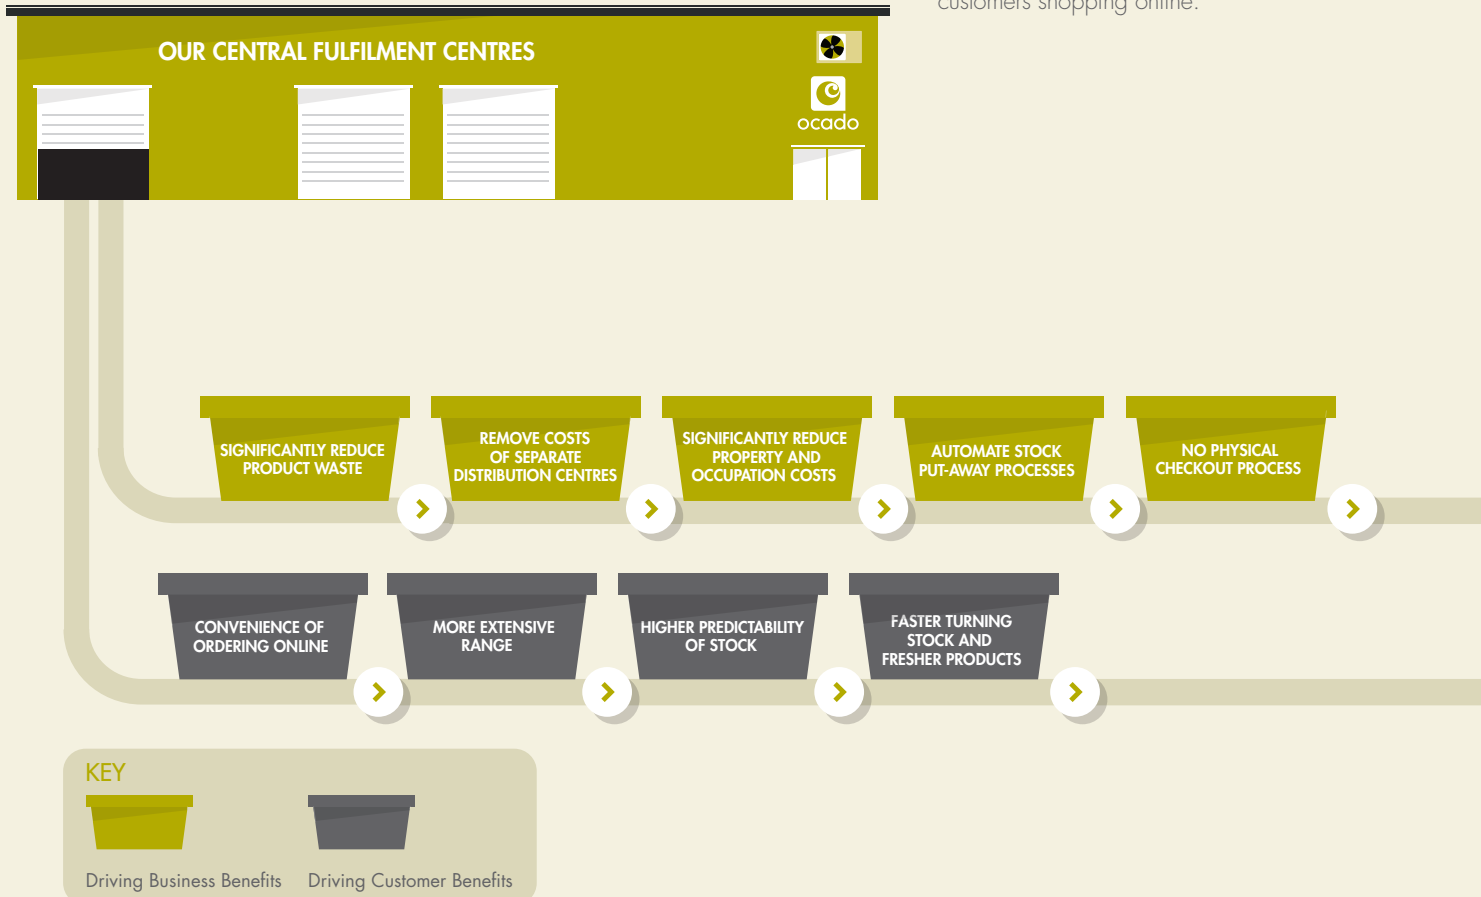 customers shopping online.
OUR CENTRAL FULFILMENT CENTRES
ocado
SIGNIFICANTLY REDUCE
PRODUCT WASTE
REMOVE COSTS
OF SEPARATE
DISTRIBUTION CENTRES
SIGNIFICANTLY REDUCE
PROPERTY AND
OCCUPATION COSTS
AUTOMATE STOCK
PUT-AWAY PROCESSES
NO PHYSICAL
CHECKOUT PROCESS
CONVENIENCE OF
ORDERING ONLINE
MORE EXTENSIVE
RANGE
HIGHER PREDICTABILITY
OF STOCK
FASTER TURNING
STOCK AND
FRESHER PRODUCTS
KEY
Driving Business Benefits
Driving Customer Benefits